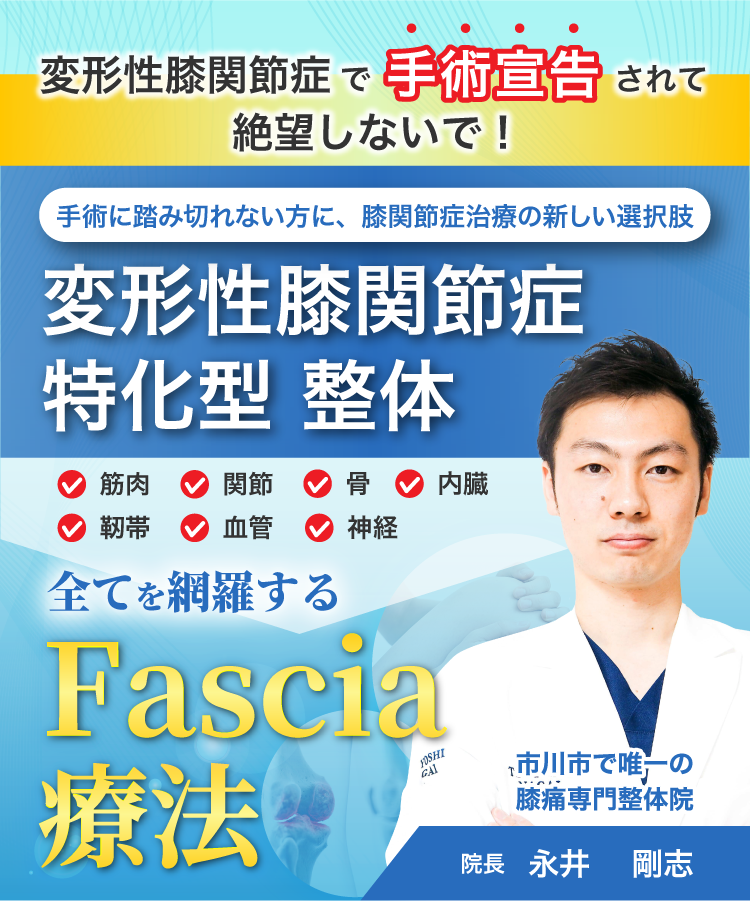 変形性膝関節症で手術宣告されて
絶望しないで！
手術に踏み切れない方に、膝関節症治療の新しい選択肢
変形性膝関節症
特化型 整体
筋肉 関節 骨 内臓
靭帯 血管 神経
全てを網羅する
Fascia
療法
YOSHI
GAI
市川市で唯一の
膝痛専門整体院
院長 永井 剛志